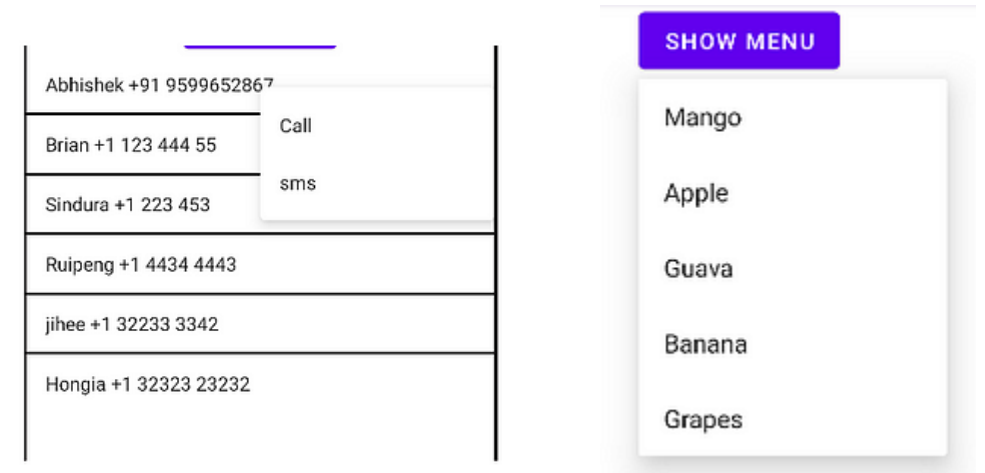 Abhishek +91 9599652867
Call
Brian +1 123 444 55
sms
Sindura +1 223 453
Ruipeng +1 4434 4443
jihee +1 32233 3342
Hongia +1 32323 23232
SHOW MENU
Mango
Apple
Guava
Banana
Grapes